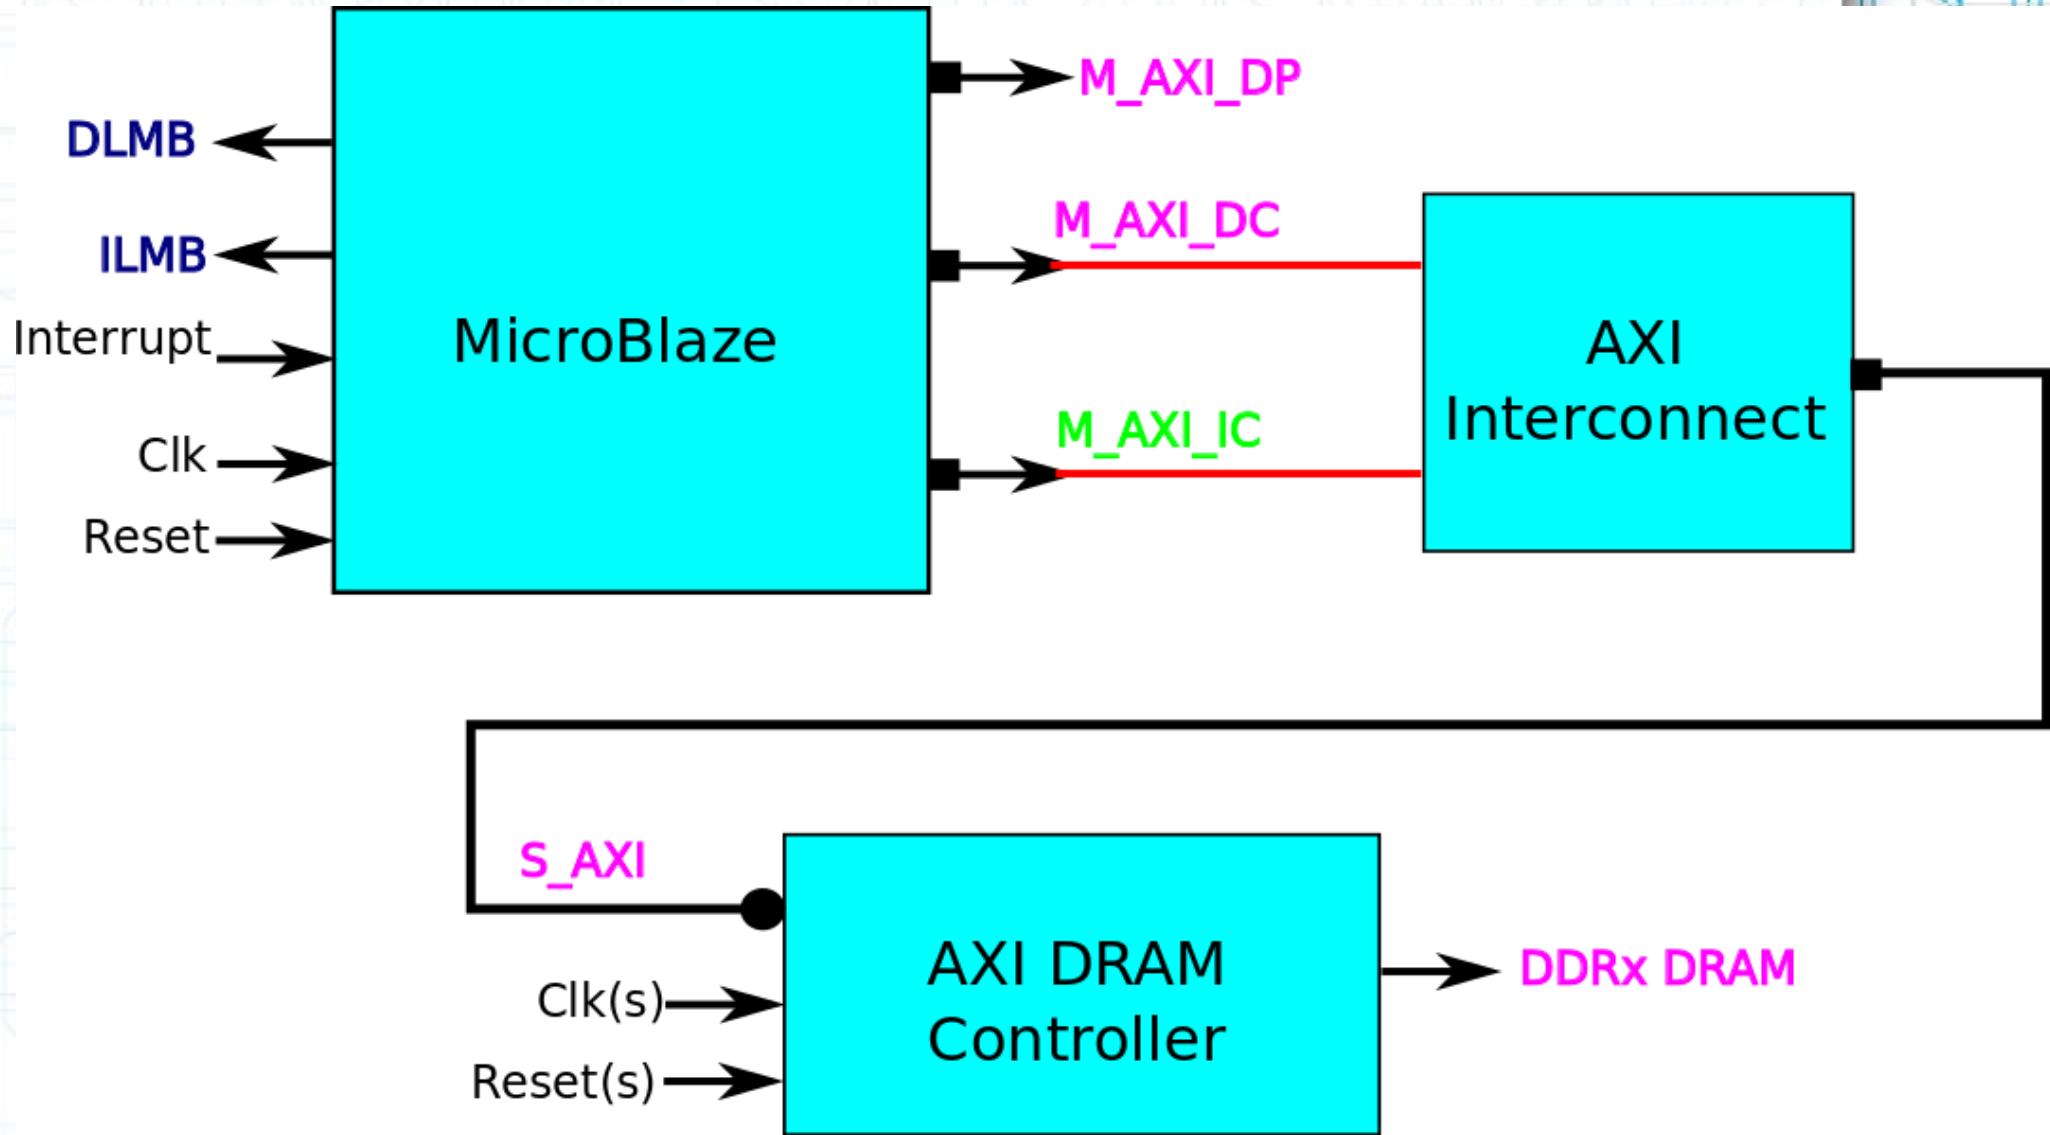 M_AXI_DP
DLMB
M_AXI_DC
ILMB
Interrupt
MicroBlaze
AXI
Interconnect
M_AXI_IC
Clk
Reset
S_AXI
AXI DRAM
Controller
DDRx DRAM
Clk(s)
Reset(s)